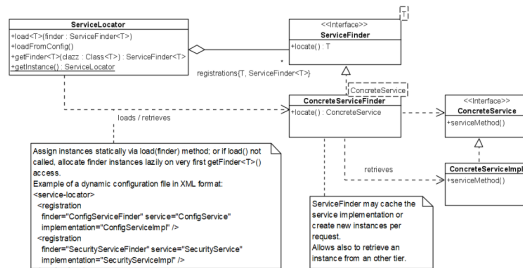 ServiceLocator
+load<T>(finder : ServiceFinder<T>)
+loadFromConfig()
+getFinder<T>(clazz : Class<T>) : ServiceFinder<T>
+getInstance() : ServiceLocator
T
<<Interface>>
ServiceFinder
+locate() : T
*
registrations{T, ServiceFinder<T>}
ConcreteService
ConcreteServiceFinder
+locate() : ConcreteService
loads / retrieves
<<Interface>>
ConcreteService
+serviceMethod()
retrieves
ConcreteServiceImpl
+serviceMethod()
Assign instances statically via load(finder) method; or if load() not
called, allocate finder instances lazily on very first getFinder<T>()
access.
Example of a dynamic configuration file in XML format:
<service-locator>
<registration
finder="ConfigServiceFinder" service="ConfigService"
implementation="ConfigServiceImpl" />
<registration
finder="SecurityServiceFinder" service="SecurityService"
implementation="SecurityServiceImpl" />
ServiceFinder may cache the
service implementation or
create new instances per
request.
Allows also to retrieve an
instance from an other tier.